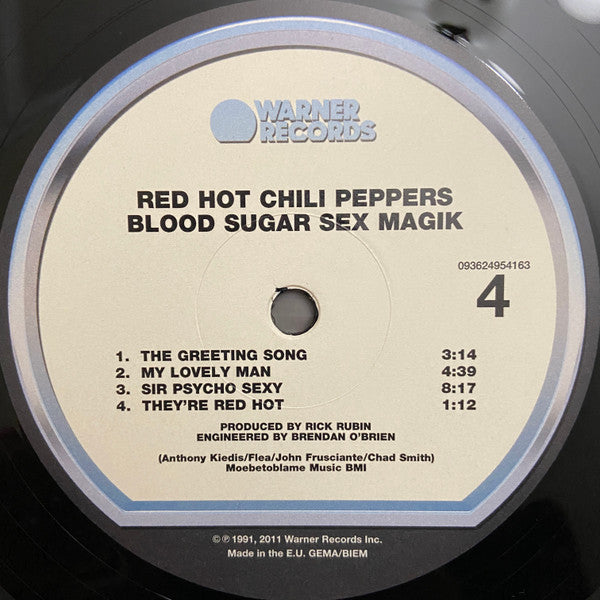 WARNER
RECORDS
RED HOT CHILI PEPPERS
BLOOD SUGAR SEX MAGIK
093624954163
4
1. THE GREETING SONG 3:14
2. MY LOVELY MAN 4:39
3. SIR PSYCHO SEXY 8:17
4. THEY'RE RED HOT 1:12
PRODUCED BY RICK RUBIN
ENGINEERED BY BRENDAN O'BRIEN
(Anthony Kiedis/Flea/John Frusciante/Chad Smith)
Moebetoblame Music BMI
©℗1991, 2011 Warner Records Inc.
Made in the E.U. GEMA/BIEM